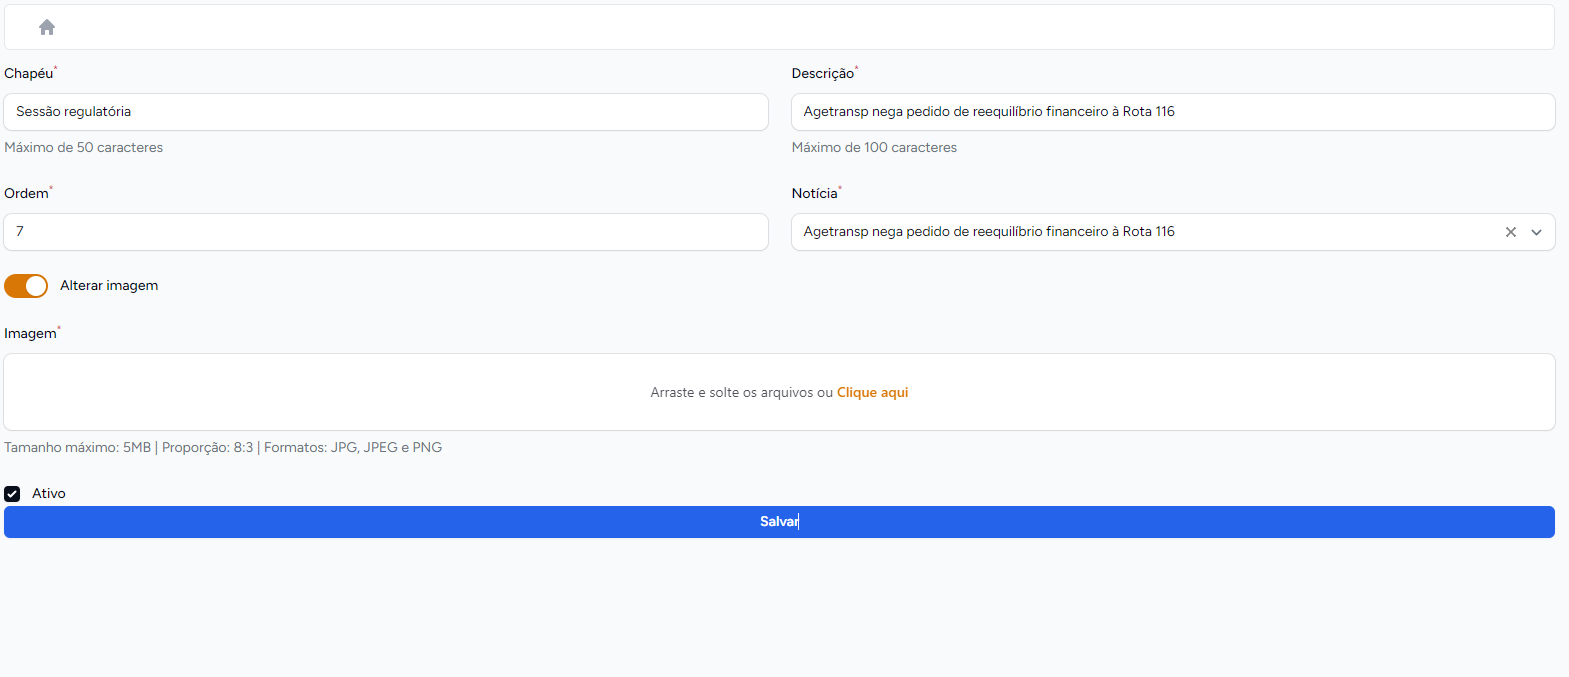 Chapéu*
Descrição*
Sessão regulatória
Agetransp nega pedido de reequilíbrio financeiro à Rota 116
Máximo de 50 caracteres
Máximo de 100 caracteres
Ordem*
Notícia*
7
Agetransp nega pedido de reequilíbrio financeiro à Rota 116
Alterar imagem
Imagem*
Arraste e solte os arquivos ou Clique aqui
Tamanho máximo: 5MB | Proporção: 8:3 | Formatos: JPG, JPEG e PNG
Ativo
Salvar